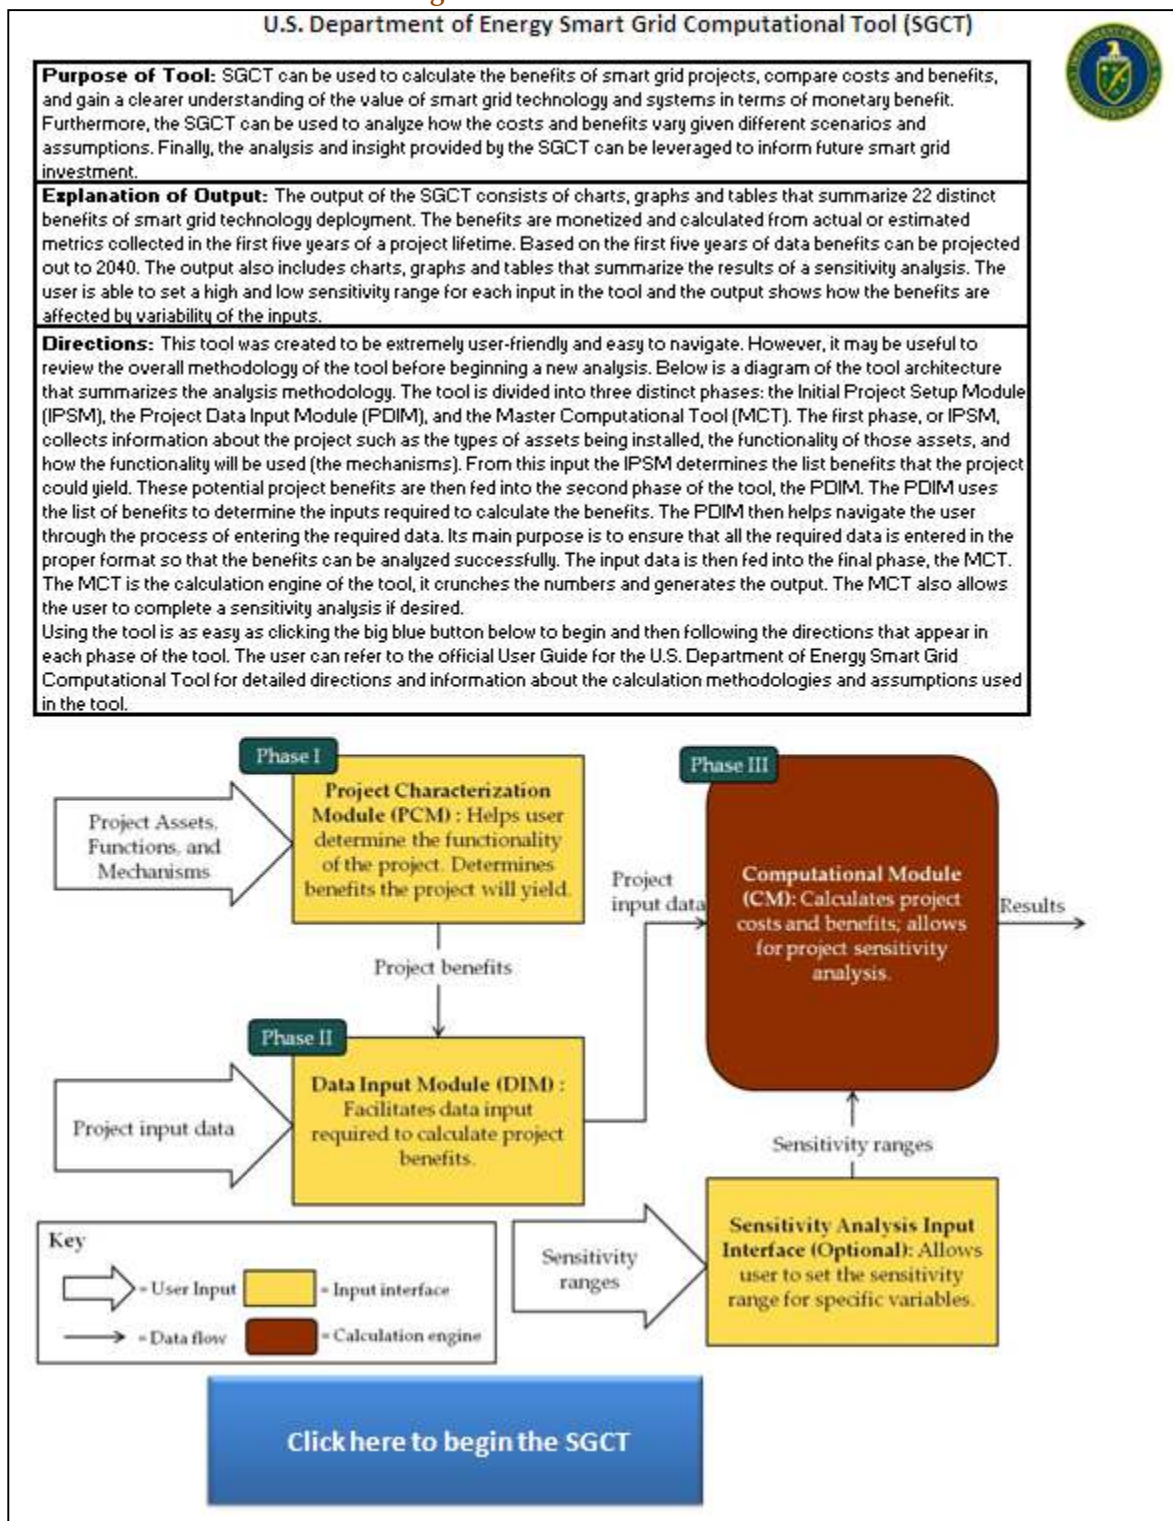 U.S. Department of Energy Smart Grid Computational Tool (SGCT)
Purpose of Tool: SGCT can be used to calculate the benefits of smart grid projects, compare costs and benefits,
and gain a clearer understanding of the value of smart grid technology and systems in terms of monetary benefit.
Furthermore, the SGCT can be used to analyze how the costs and benefits vary given different scenarios and
assumptions. Finally, the analysis and insight provided by the SGCT can be leveraged to inform future smart grid
investment.
Explanation of Output: The output of the SGCT consists of charts, graphs and tables that summarize 22 distinct
benefits of smart grid technology deployment. The benefits are monetized and calculated from actual or estimated
metrics collected in the first five years of a project lifetime. Based on the first five years of data benefits can be projected
out to 2040. The output also includes charts, graphs and tables that summarize the results of a sensitivity analysis. The
user is able to set a high and low sensitivity range for each input in the tool and the output shows how the benefits are
affected by variability of the inputs.
Directions: This tool was created to be extremely user-friendly and easy to navigate. However, it may be useful to
review the overall methodology of the tool before beginning a new analysis. Below is a diagram of the tool architecture
that summarizes the analysis methodology. The tool is divided into three distinct phases: the Initial Project Setup Module
(IPSM), the Project Data Input Module (PDIM), and the Master Computational Tool (MCT). The first phase, or IPSM,
collects information about the project such as the types of assets being installed, the functionality of those assets, and
how the functionality will be used (the mechanisms). From this input the IPSM determines the list benefits that the project
could yield. These potential project benefits are then fed into the second phase of the tool, the PDIM. The PDIM uses
the list of benefits to determine the inputs required to calculate the benefits. The PDIM then helps navigate the user
through the process of entering the required data. Its main purpose is to ensure that all the required data is entered in the
proper format so that the benefits can be analyzed successfully. The input data is then fed into the final phase, the MCT.
The MCT is the calculation engine of the tool, it crunches the numbers and generates the output. The MCT also allows
the user to complete a sensitivity analysis if desired.
Using the tool is as easy as clicking the big blue button below to begin and then following the directions that appear in
each phase of the tool. The user can refer to the official User Guide for the U.S. Department of Energy Smart Grid
Computational Tool for detailed directions and information about the calculation methodologies and assumptions used
in the tool.
Phase I
Project Assets,
Functions, and
Mechanisms
Project Characterization
Module (PCM) : Helps user
determine the functionality
of the project. Determines
benefits the project will yield.
Project benefits
Phase II
Project input data
Data Input Module (DIM) :
Facilitates data input
required to calculate project
benefits.
Project
input data
Phase III
Computational Module
(CM): Calculates project
costs and benefits; allows
for project sensitivity
analysis.
Results
Sensitivity ranges
Sensitivity
ranges
Sensitivity Analysis Input
Interface (Optional): Allows
user to set the sensitivity
range for specific variables.
Key
= User Input
= Input interface
= Data flow
= Calculation engine
Click here to begin the SGCT